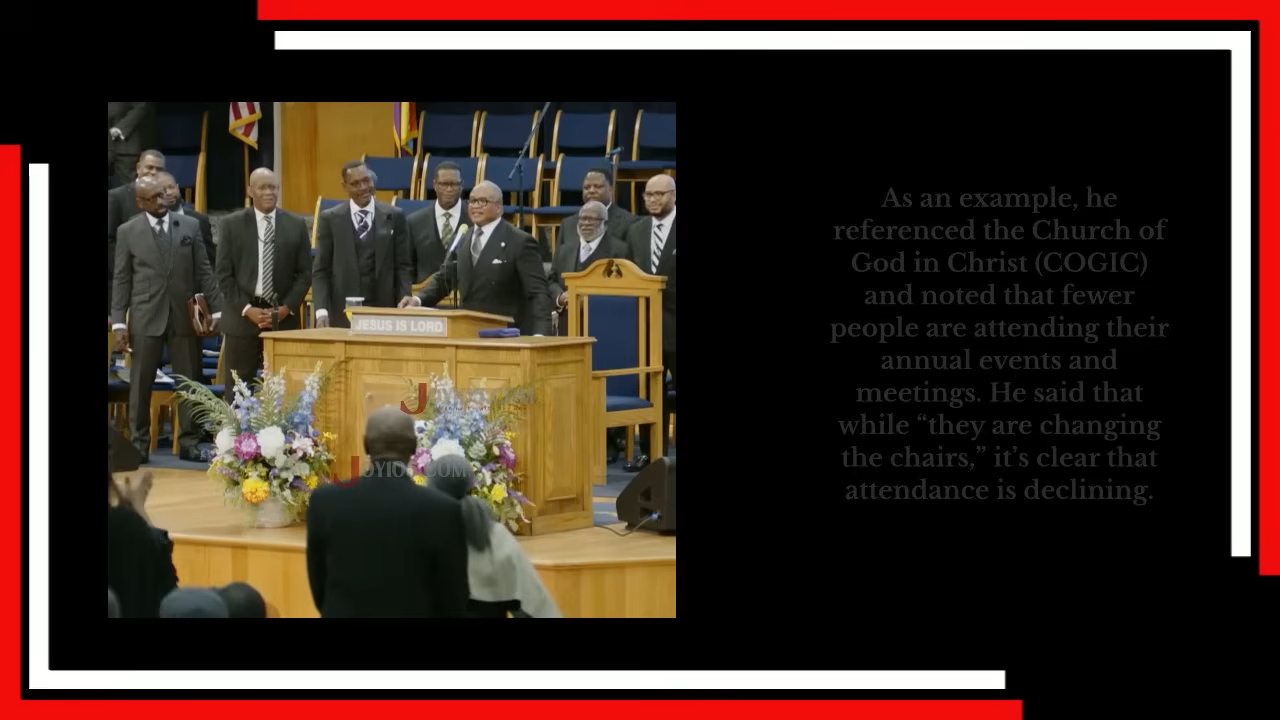 JESUS IS LORD
JOYION.COM
As an example, he
referenced the Church of
God in Christ (COGIC)
and noted that fewer
people are attending their
annual events and
meetings. He said that
while “they are changing
the chairs,” it’s clear that
attendance is declining.